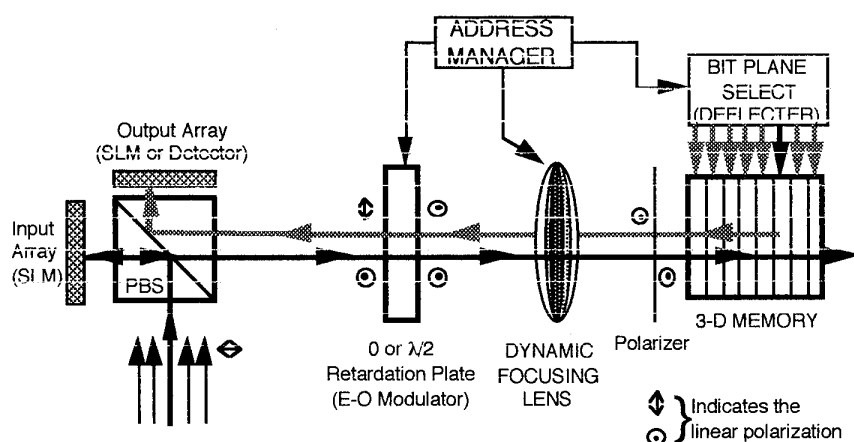 ADDRESS
MANAGER
BIT PLANE
SELECT
(DEFLECTER)
Output Array
(SLM or Detector)
Input
Array
(SLM)
PBS
0 or λ/2
Retardation Plate
(E-O Modulator)
DYNAMIC
FOCUSING
LENS
Polarizer
3-D MEMORY
Indicates the
linear polarization